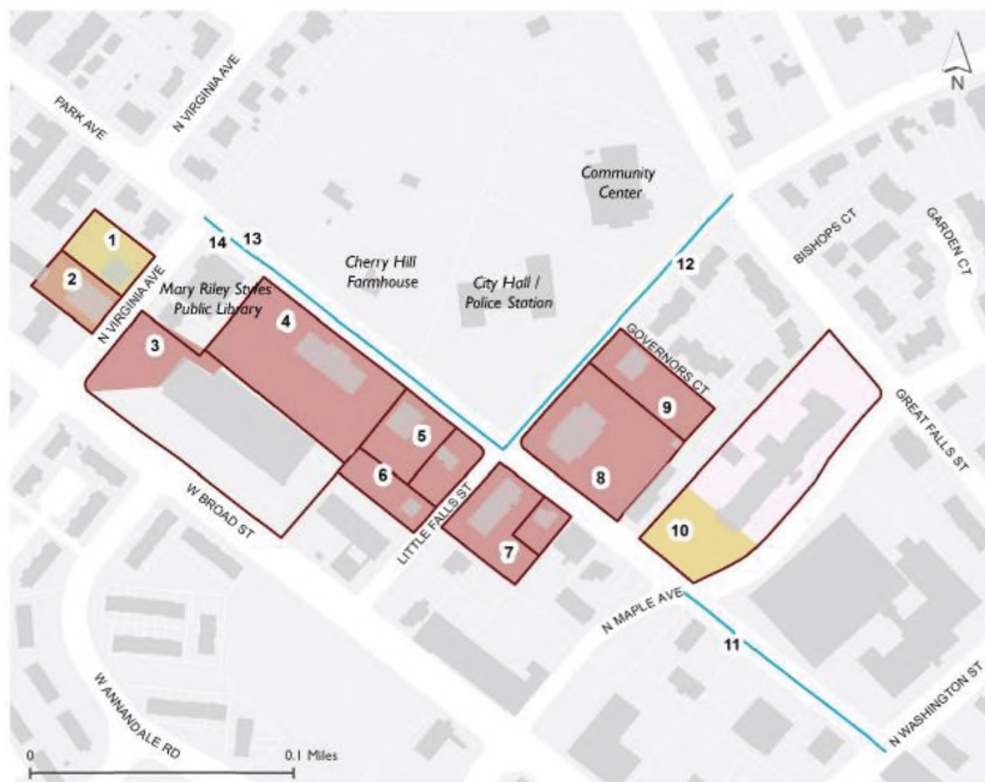 N VIRGINIA AVE
PARK AVE
N
Community
Center
BISHOPS CT
GARDEN CT
1
14
13
12
2
N VIRGINIA AVE
Cherry Hill
Farmhouse
City Hall /
Police Station
Mary Riley Styles
Public Library
3
4
GOVERNORS CT
9
GREAT FALLS ST
5
6
8
W BROAD ST
LITTLE FALLS ST
7
10
N MAPLE AVE
11
W ANNANDALE RD
N WASHINGTON ST
0
0.1 Miles